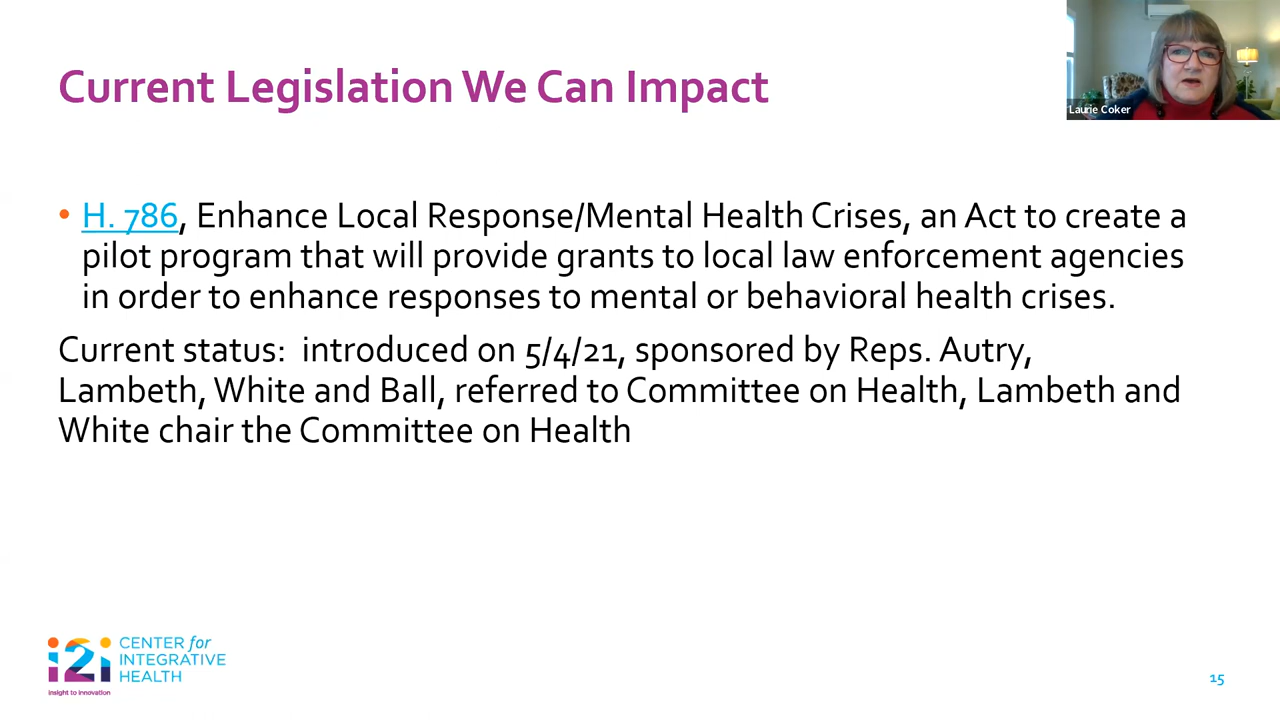 Current Legislation We Can Impact
Laurie Coker
• H. 786, Enhance Local Response/Mental Health Crises, an Act to create a
pilot program that will provide grants to local law enforcement agencies
in order to enhance responses to mental or behavioral health crises.
Current status:  introduced on 5/4/21, sponsored by Reps. Autry,
Lambeth, White and Ball, referred to Committee on Health, Lambeth and
White chair the Committee on Health
i2i
insight to innovation
CENTER for
INTEGRATIVE
HEALTH
15